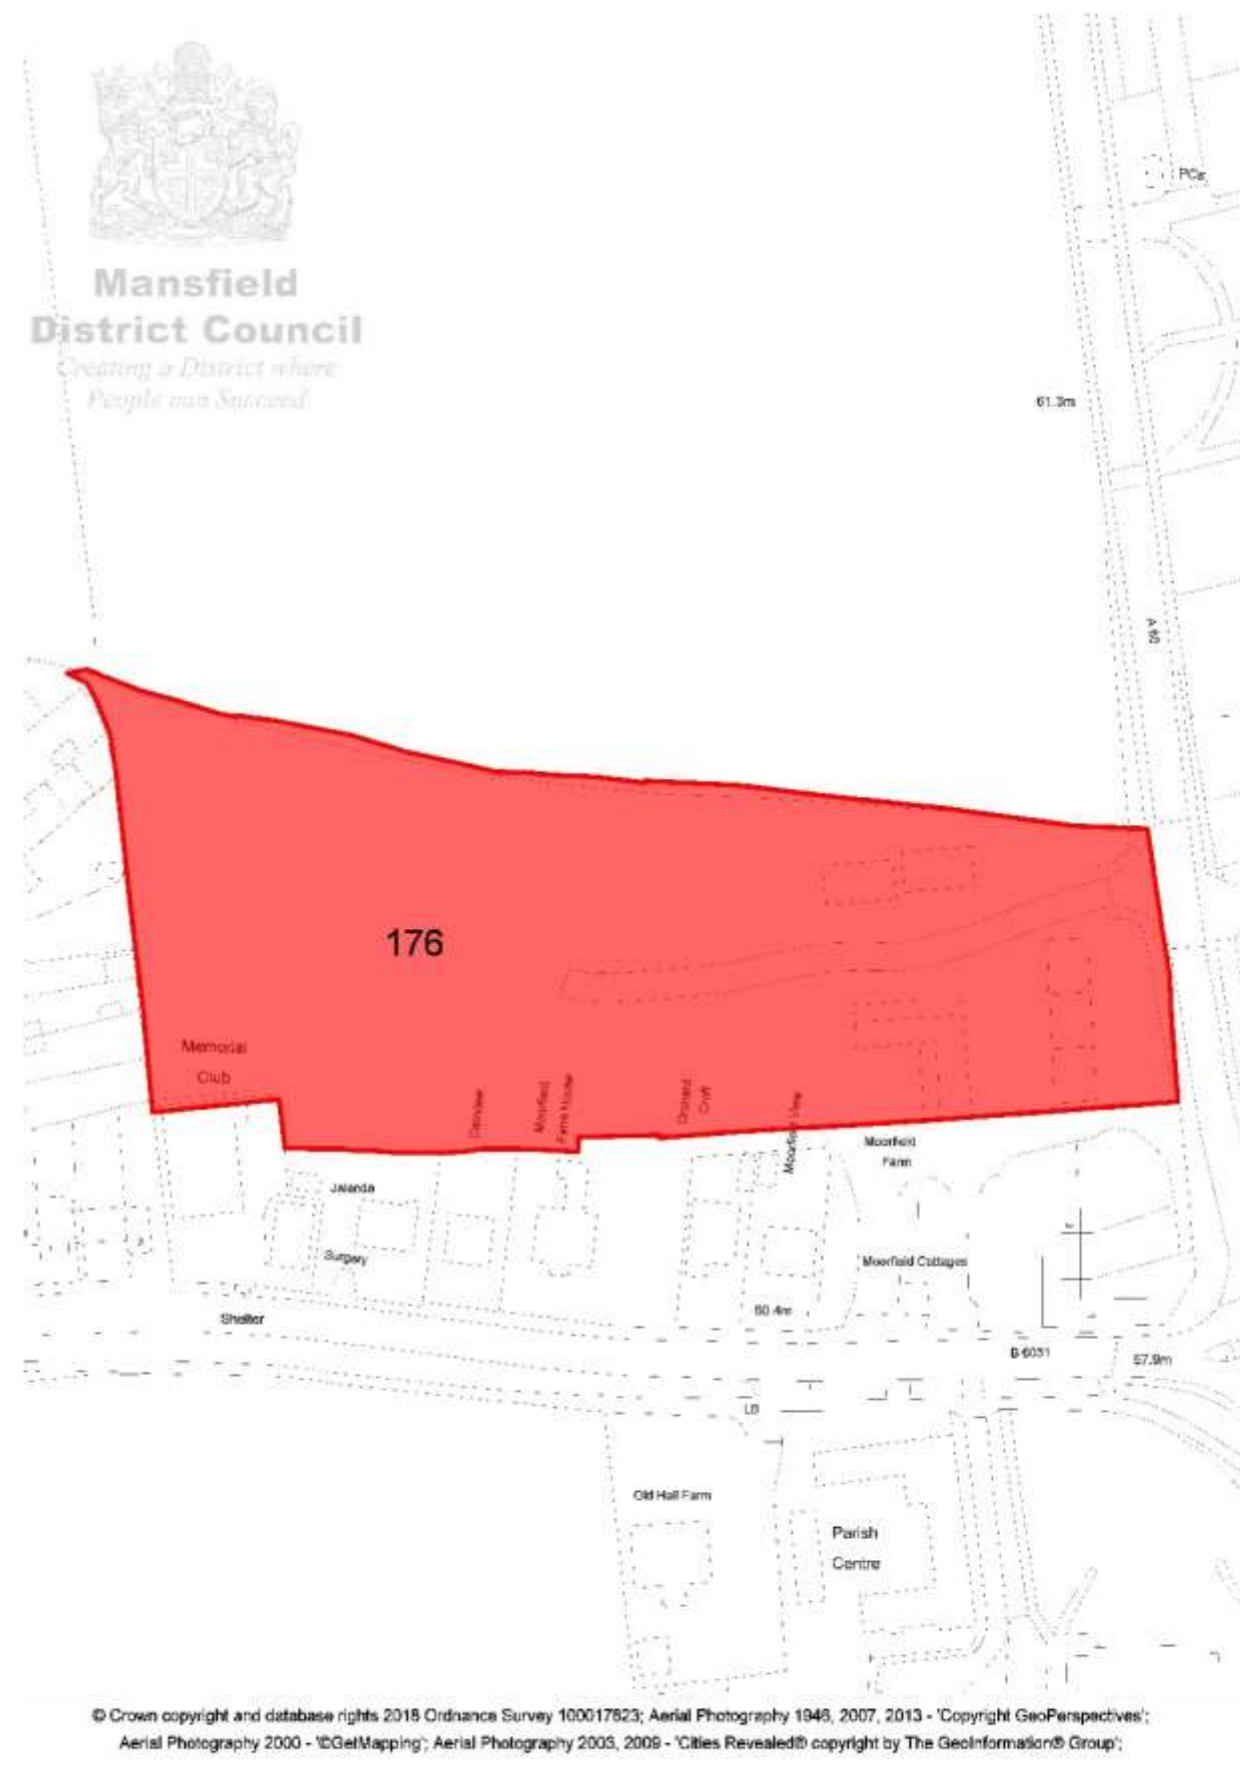 Mansfield
District Council
Creating a District where
People can Succeed
PCs
61.3m
A 60
176
Memorial
Club
Moorfield
Farm House
Orchard
Croft
Moorfield View
Moorfield
Farm
Jalanda
Surgery
Moorfield Cottages
Shelter
60.4m
B 6031
57.9m
LB
Old Hall Farm
Parish
Centre
© Crown copyright and database rights 2018 Ordnance Survey 100017823; Aerial Photography 1946, 2007, 2013 - 'Copyright GeoPerspectives';
Aerial Photography 2000 - '©GetMapping'; Aerial Photography 2003, 2009 - 'Cities Revealed® copyright by The GeoInformation® Group';